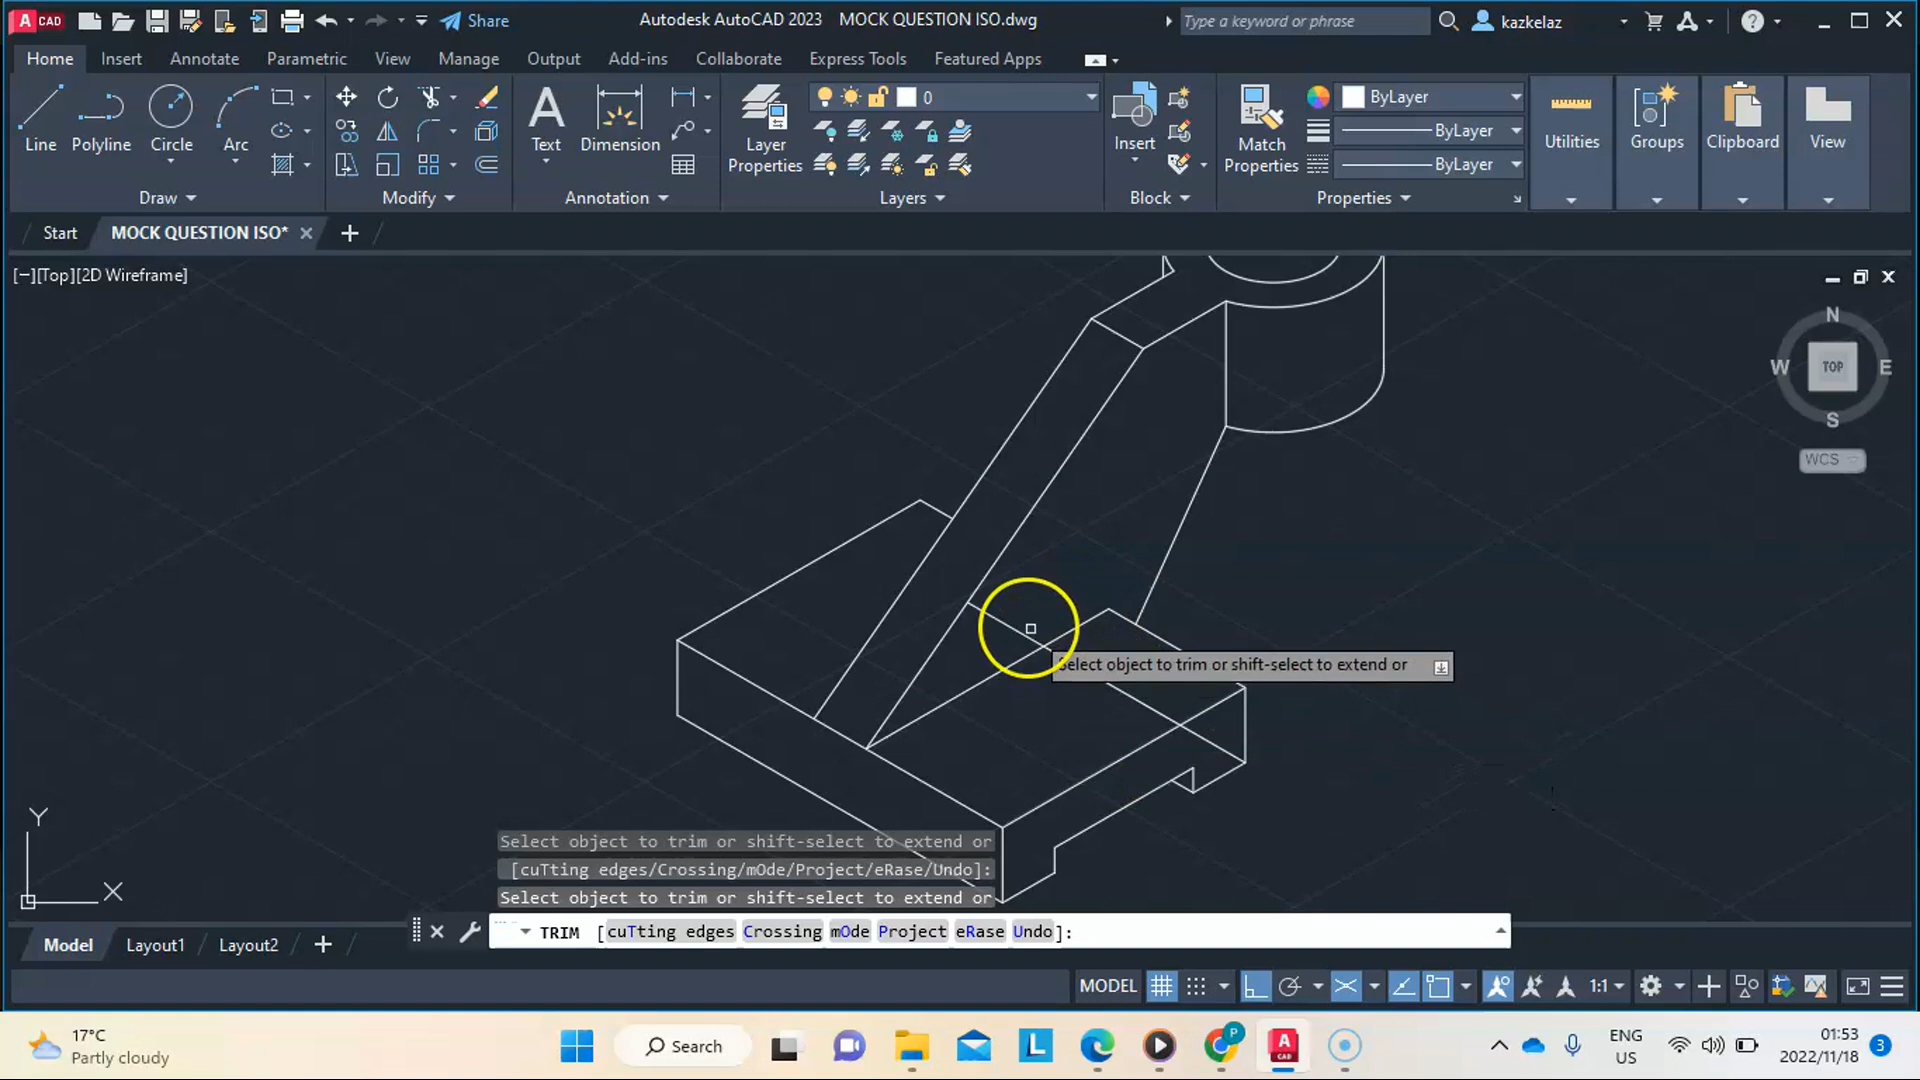 A CAD Share Autodesk AutoCAD 2023 MOCK QUESTION ISO.dwg Type a keyword or phrase kazkelaz
Home Insert Annotate Parametric View Manage Output Add-ins Collaborate Express Tools Featured Apps
0 ByLayer
ByLayer
Line Polyline Circle Arc Text Dimension Layer Properties Insert Match Properties Utilities Groups Clipboard View
ByLayer
Draw Modify Annotation Layers Block Properties
Start MOCK QUESTION ISO*
[−][Top][2D Wireframe]
N
W TOP E
S
WCS
Select object to trim or shift-select to extend or
Y
X
Select object to trim or shift-select to extend or
[cuTting edges/Crossing/mOde/Project/eRase/Undo]:
Select object to trim or shift-select to extend or
TRIM [cuTting edges Crossing mOde Project eRase Undo]:
Model Layout1 Layout2
MODEL 1:1
17°C
Partly cloudy
Search
P
L
A CAD
ENG
US
01:53
2022/11/18
3